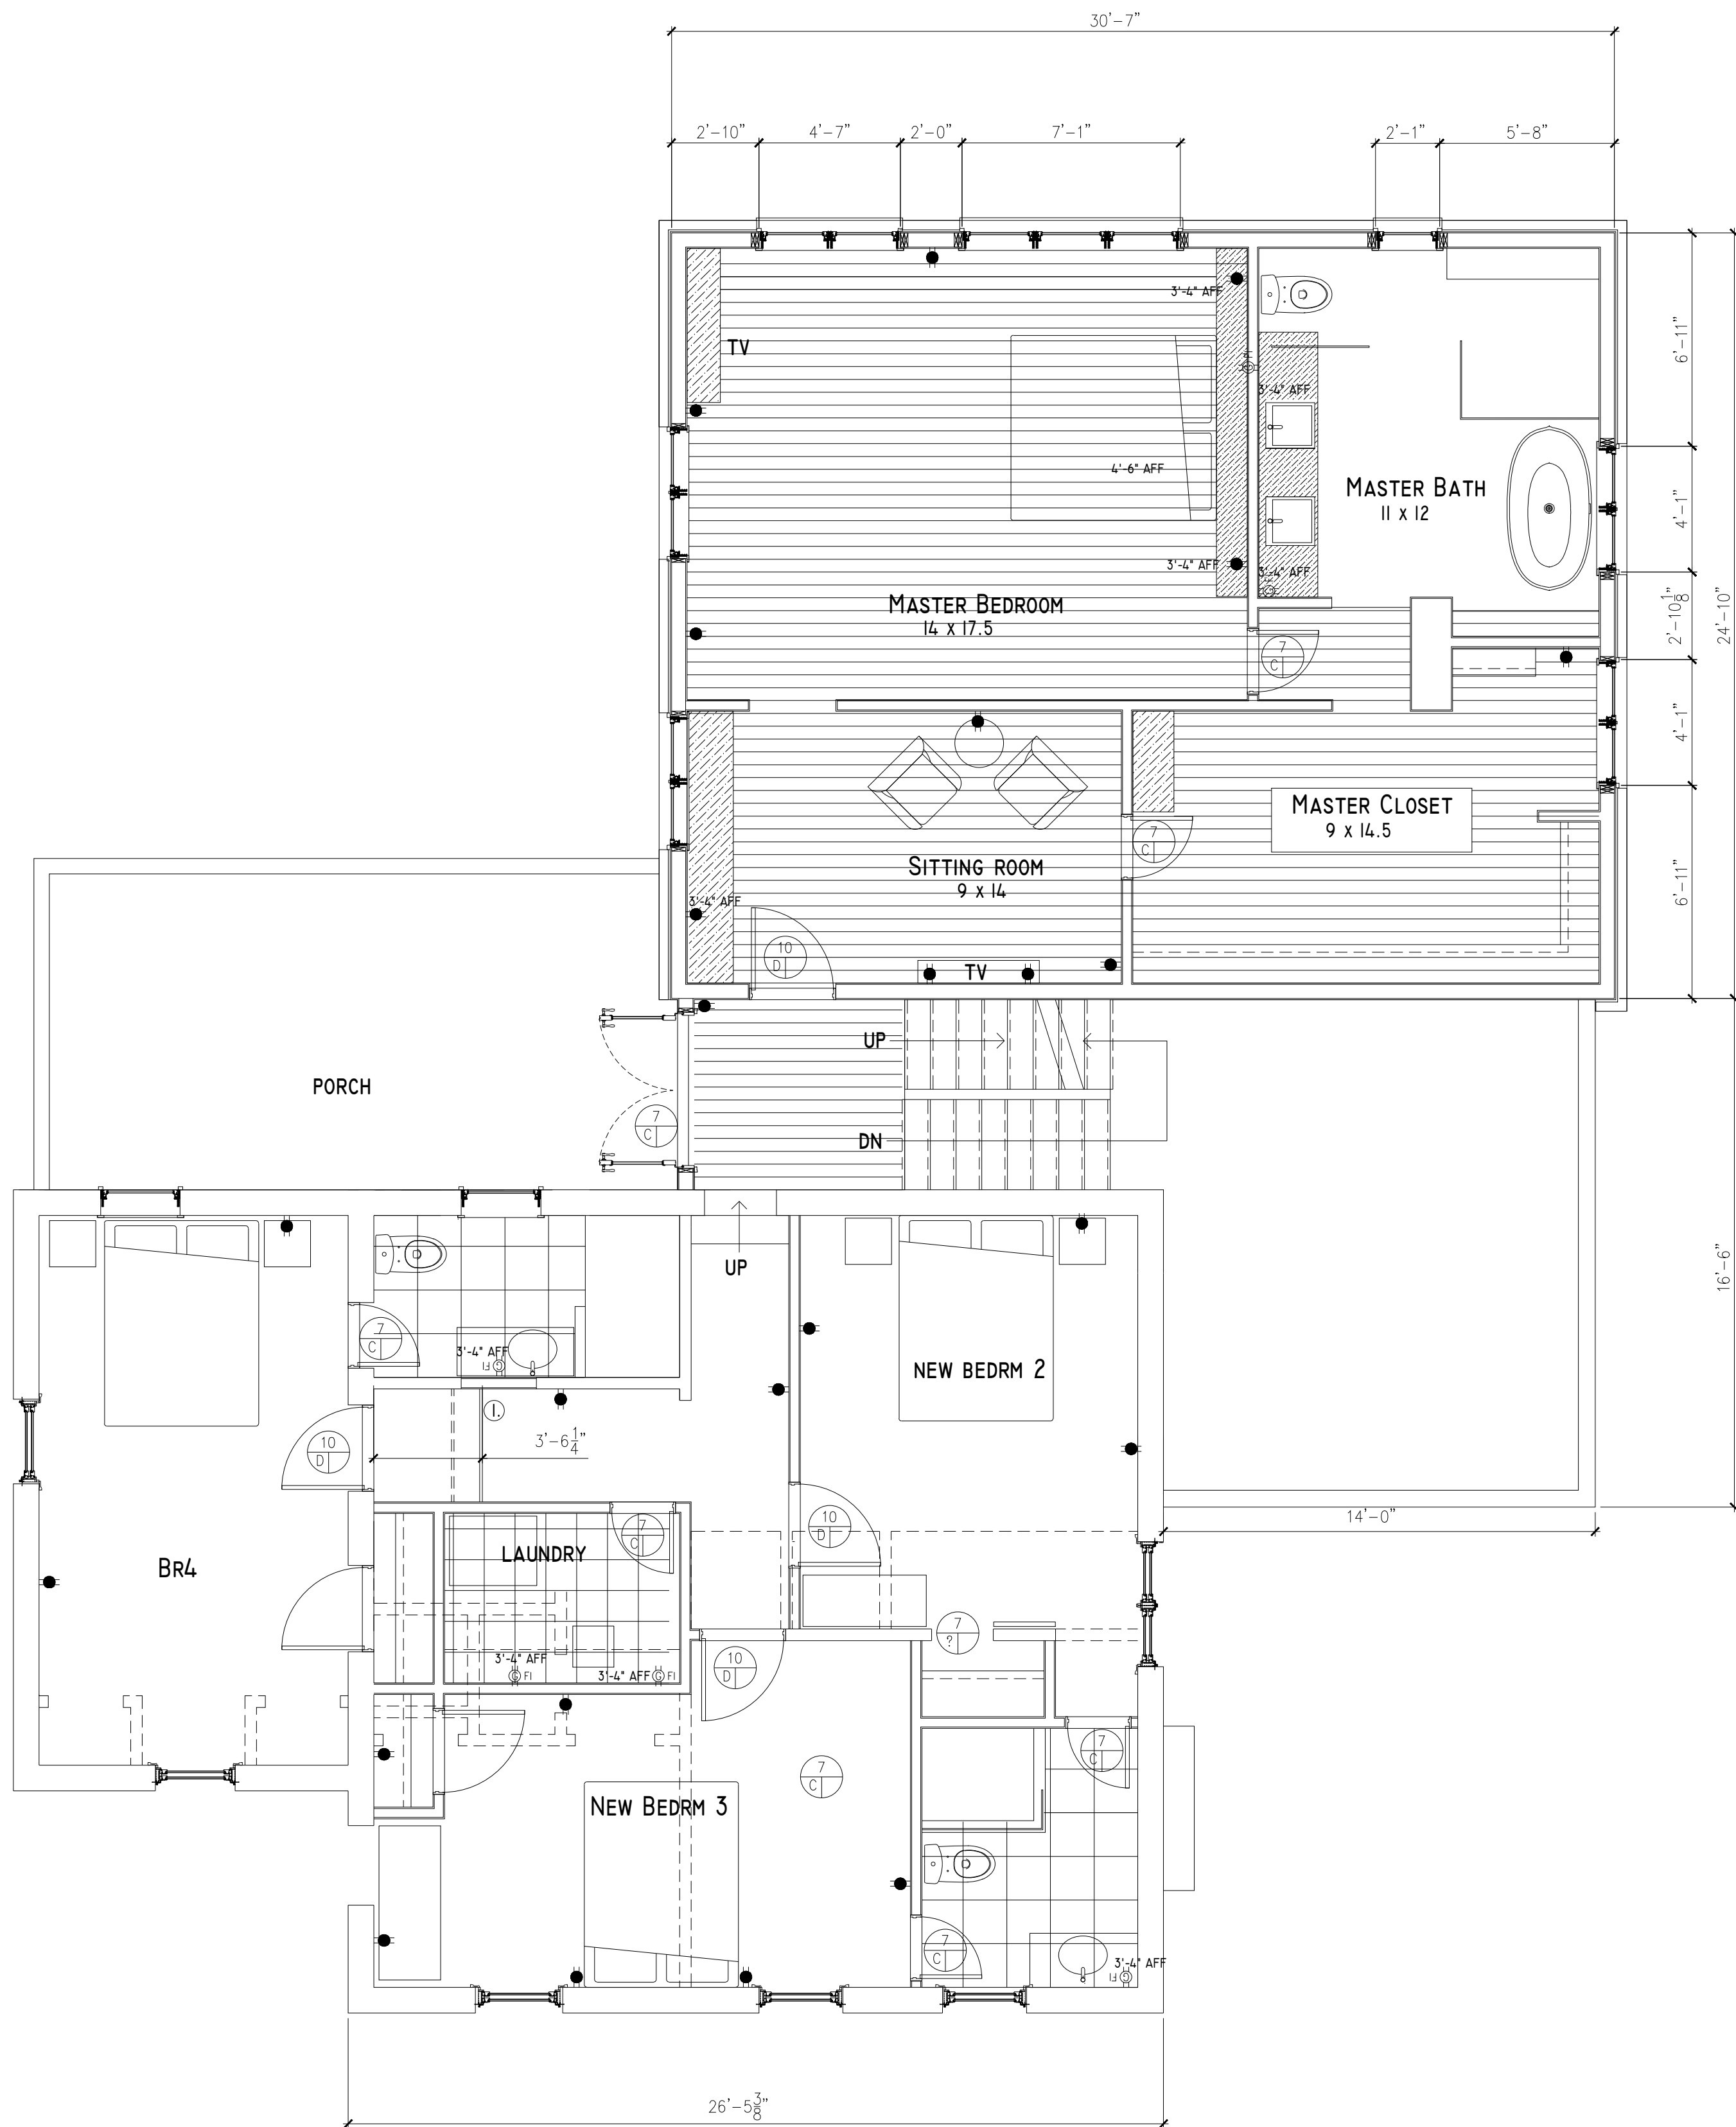 30'-7"
2'-10" 4'-7" 2'-0" 7'-1" 2'-1" 5'-8"
3'-4" AFF
TV
6'-11"
FI
G
3'-4" AFF
4'-6" AFF
MASTER BATH
11 X 12
4'-1"
3'-4" AFF
3'-4" AFF
G
MASTER BEDROOM
14 X 17.5
2'-10 1/8"
24'-10"
7
C
4'-1"
MASTER CLOSET
9 X 14.5
7
C
SITTING ROOM
9 X 14
3'-4" AFF
6'-11"
10
D
TV
UP
PORCH
7
C
DN
UP
16'-6"
7
C
3'-4" AFF
FI G
NEW BEDRM 2
1.
3'-6 1/4"
10
D
14'-0"
7
C
10
D
LAUNDRY
BR4
7
?
3'-4" AFF
G FI
3'-4" AFF G FI
10
D
7
C
7
C
NEW BEDRM 3
7
C
3'-4" AFF
FI G
26'-5 3/8"